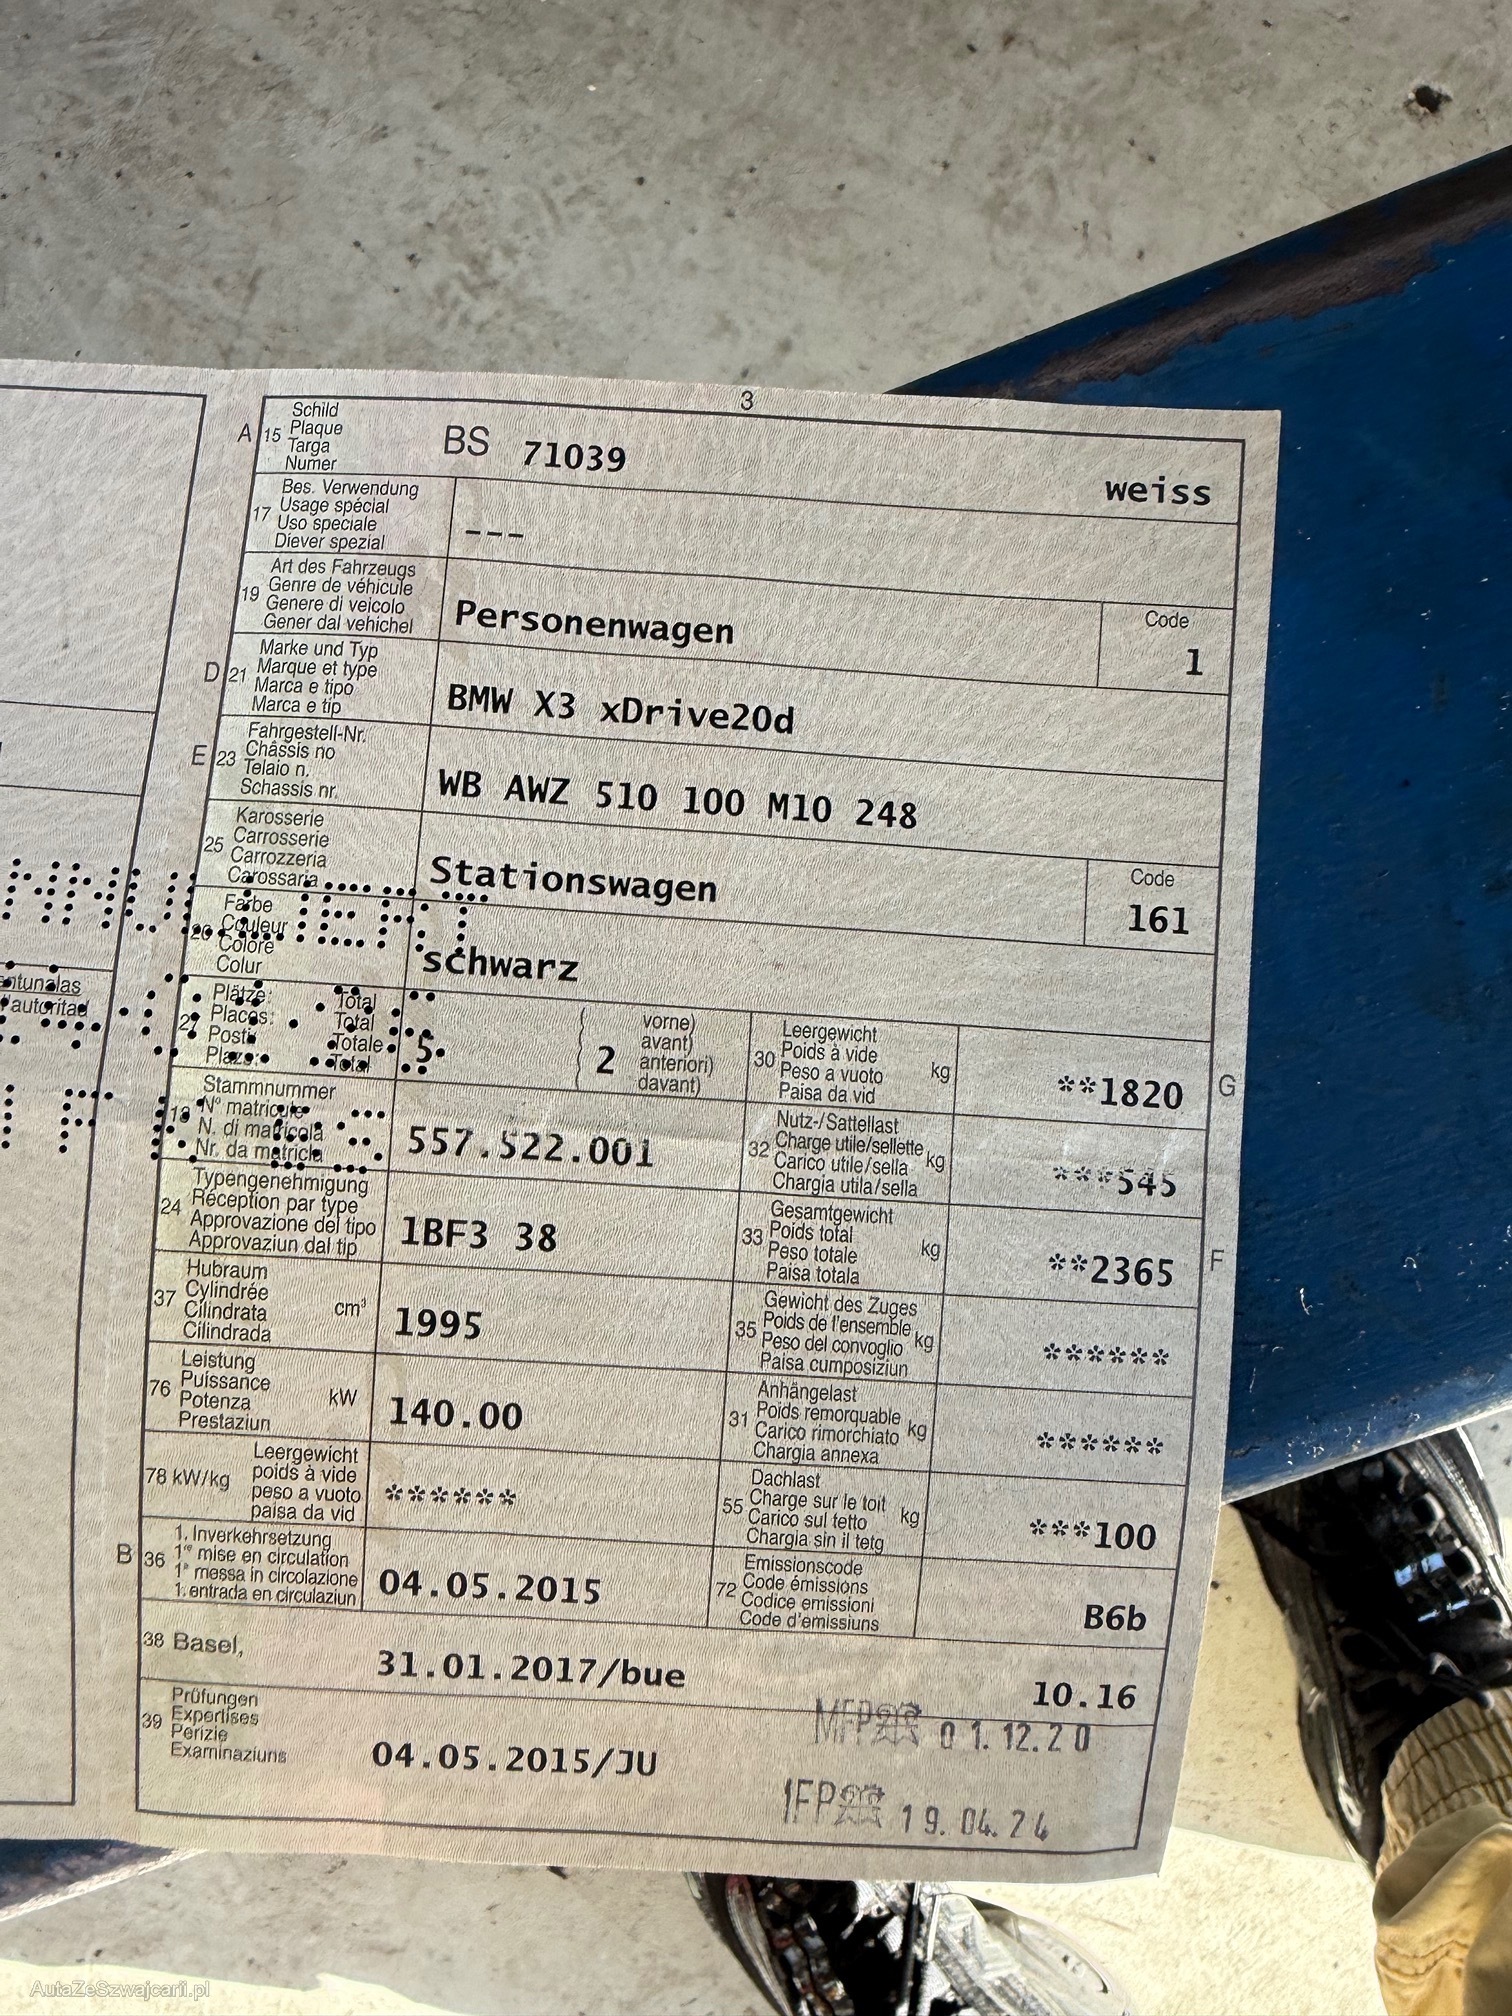 3
A 15 Schild
Plaque
Targa
Numer
BS 71039
weiss
17 Bes. Verwendung
Usage spécial
Uso speciale
Diever spezial
---
19 Art des Fahrzeugs
Genre de véhicule
Genere di veicolo
Gener dal vehichel
Personenwagen
Code
1
D 21 Marke und Typ
Marque et type
Marca e tipo
Marca e tip
BMW X3 xDrive20d
E 23 Fahrgestell-Nr.
Châssis no
Telaio n.
Schassis nr.
WB AWZ 510 100 M10 248
25 Karosserie
Carrosserie
Carrozzeria
Carossaria
Stationswagen
Code
161
26 Farbe
Couleur
Colore
Colur
schwarz
27 Plätze: Total
Places: Total
Posti: Totale
Plazs: Total
5
2
vorne)
avant)
anteriori)
davant)
30 Leergewicht
Poids à vide
Peso a vuoto
Paisa da vid
kg
**1820
G
18 Stammnummer
N° matricule
N. di matricola
Nr. da matricla
557.522.001
32 Nutz-/Sattellast
Charge utile/sellette
Carico utile/sella
Chargia utila/sella
kg
***545
24 Typengenehmigung
Réception par type
Approvazione del tipo
Approvaziun dal tip
1BF3 38
33 Gesamtgewicht
Poids total
Peso totale
Paisa totala
kg
**2365
F
37 Hubraum
Cylindrée
Cilindrata
Cilindrada
cm³
1995
35 Gewicht des Zuges
Poids de l'ensemble
Peso del convoglio
Paisa cumposiziun
kg
******
76 Leistung
Puissance
Potenza
Prestaziun
kW
140.00
31 Anhängelast
Poids remorquable
Carico rimorchiato
Chargia annexa
kg
******
78 kW/kg
Leergewicht
poids à vide
peso a vuoto
paisa da vid
******
55 Dachlast
Charge sur le toit
Carico sul tetto
Chargia sin il tetg
kg
***100
B 36 1. Inverkehrsetzung
1re mise en circulation
1a messa in circolazione
1. entrada en circulaziun
04.05.2015
72 Emissionscode
Code émissions
Codice emissioni
Code d'emissiuns
B6b
38 Basel,
31.01.2017/bue
10.16
39 Prüfungen
Expertises
Perizie
Examinaziuns
04.05.2015/JU
MFP 01.12.20
IFP 19.04.24
autoritad
AutaZeSzwajcarii.pl